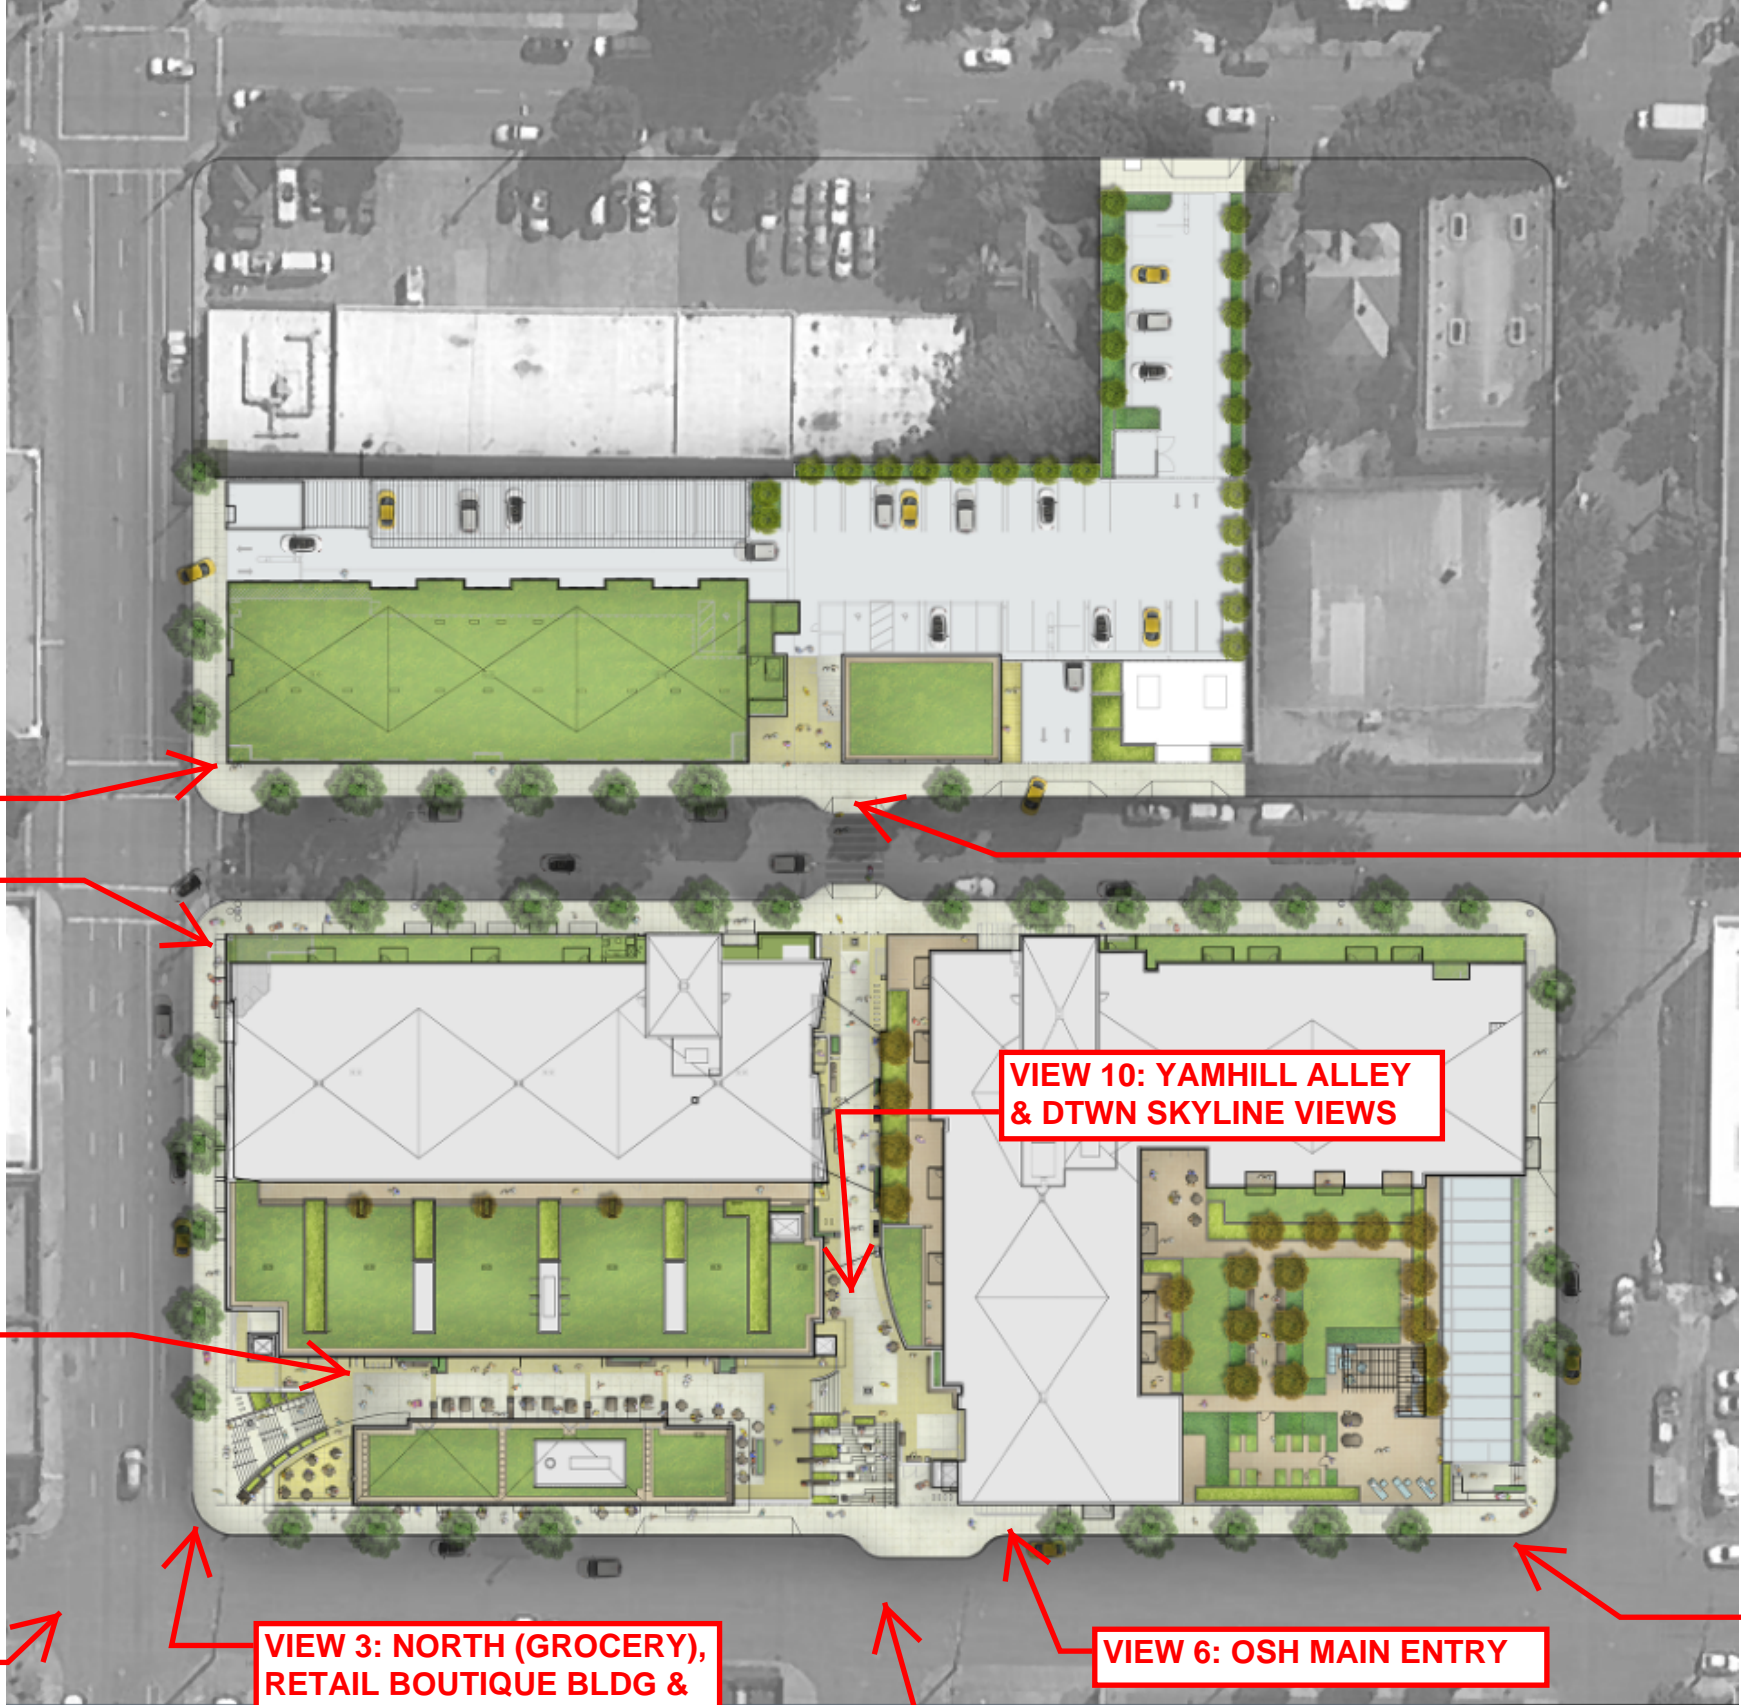 VIEW 10: YAMHILL ALLEY
& DTWN SKYLINE VIEWS
VIEW 3: NORTH (GROCERY),
RETAIL BOUTIQUE BLDG &
VIEW 6: OSH MAIN ENTRY